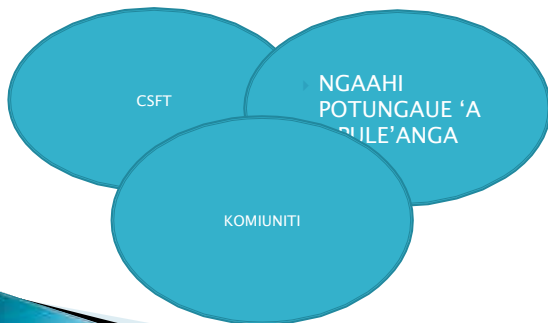 CSFT
NGAAHI
POTUNGAUE ‘A
PULE’ANGA
KOMIUNITI